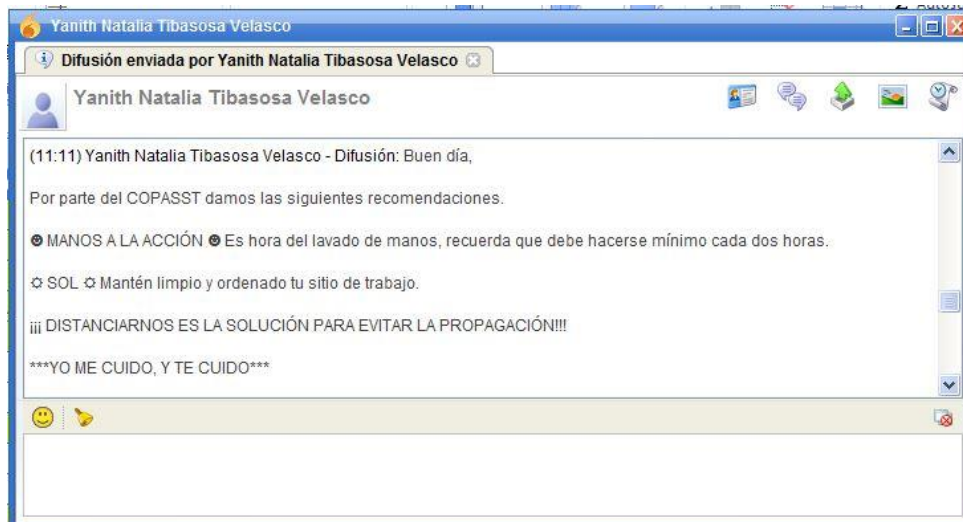 Yanith Natalia Tibasosa Velasco
Difusión enviada por Yanith Natalia Tibasosa Velasco
Yanith Natalia Tibasosa Velasco
(11:11) Yanith Natalia Tibasosa Velasco - Difusión: Buen día,
Por parte del COPASST damos las siguientes recomendaciones.
☻ MANOS A LA ACCIÓN ☻ Es hora del lavado de manos, recuerda que debe hacerse mínimo cada dos horas.
☼ SOL ☼ Mantén limpio y ordenado tu sitio de trabajo.
¡¡¡ DISTANCIARNOS ES LA SOLUCIÓN PARA EVITAR LA PROPAGACIÓN!!!
***YO ME CUIDO, Y TE CUIDO***